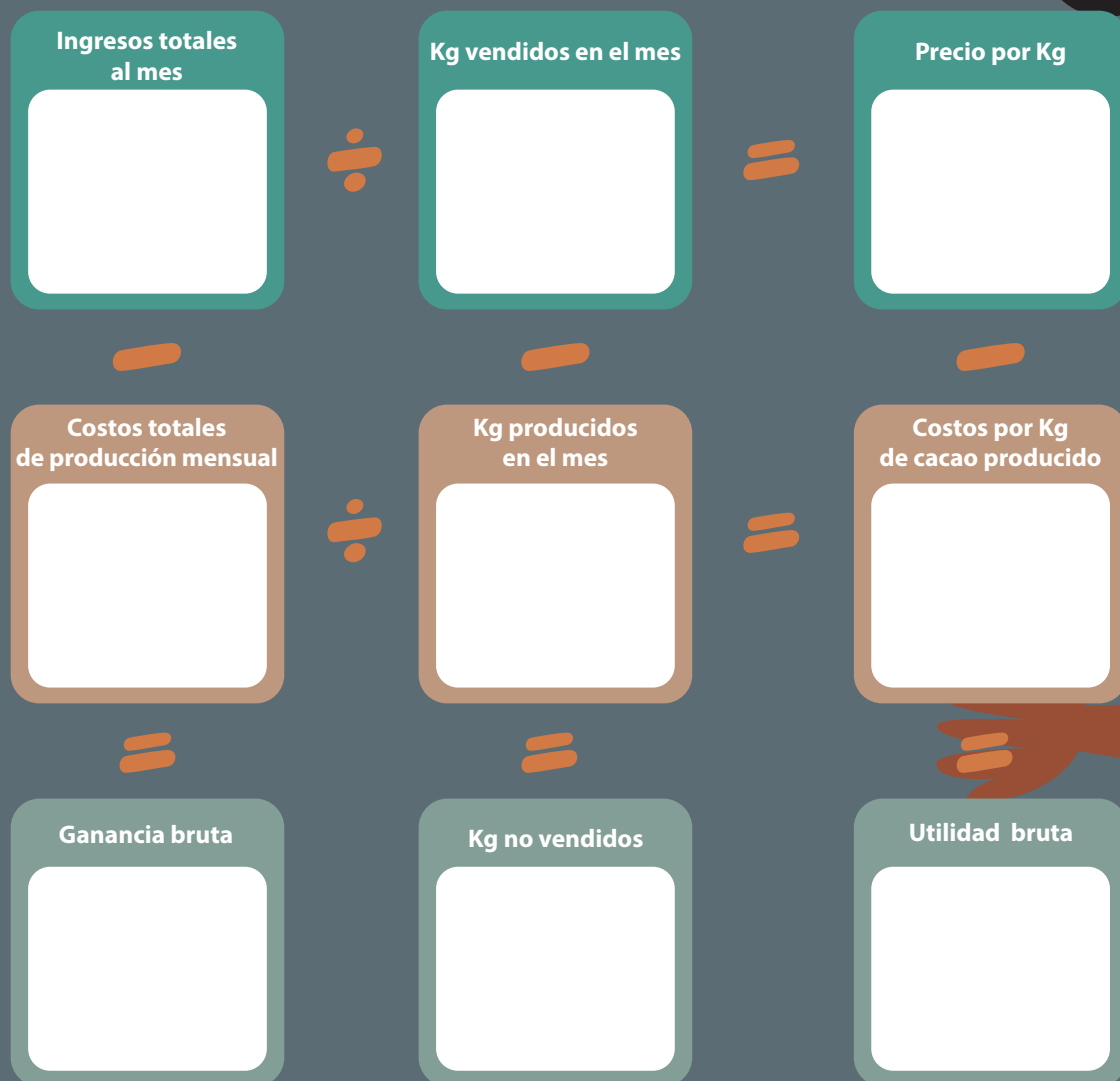 Ingresos totales
al mes
Kg vendidos en el mes
Precio por Kg
÷
=
Costos totales
de producción mensual
Kg producidos
en el mes
Costos por Kg
de cacao producido
÷
=
Ganancia bruta
Kg no vendidos
Utilidad bruta